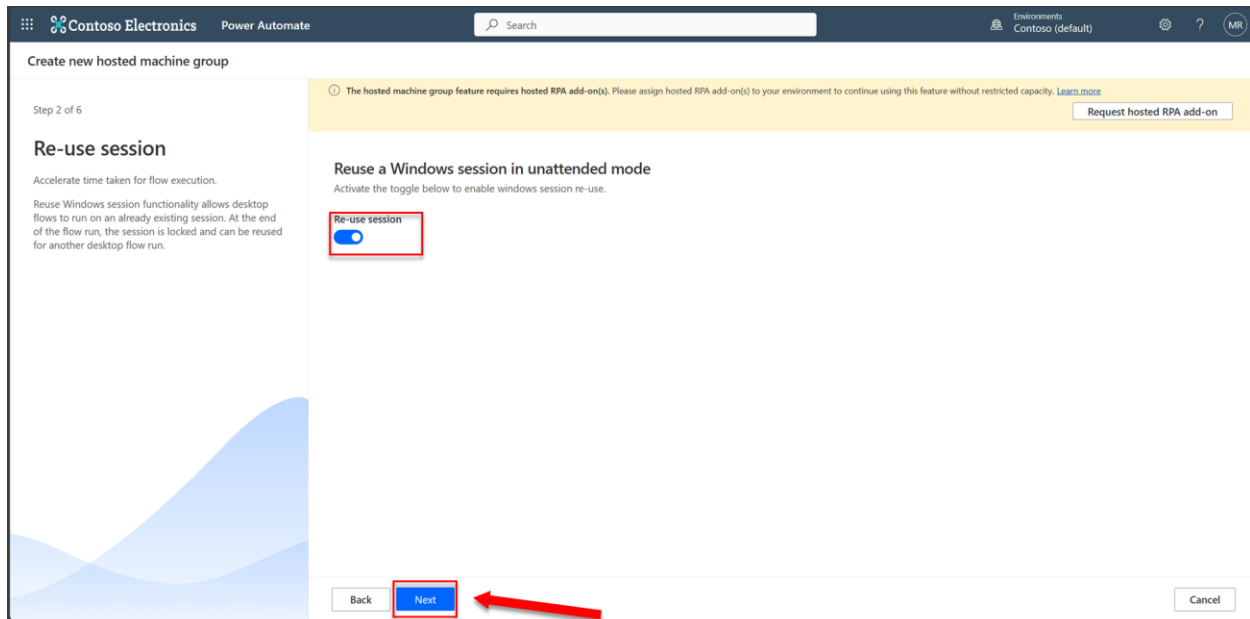 Contoso Electronics Power Automate
Search
Environments
Contoso (default)
?
MR
Create new hosted machine group
Step 2 of 6
Re-use session
Accelerate time taken for flow execution.
Reuse Windows session functionality allows desktop
flows to run on an already existing session. At the end
of the flow run, the session is locked and can be reused
for another desktop flow run.
The hosted machine group feature requires hosted RPA add-on(s). Please assign hosted RPA add-on(s) to your environment to continue using this feature without restricted capacity. Learn more
Request hosted RPA add-on
Reuse a Windows session in unattended mode
Activate the toggle below to enable windows session re-use.
Re-use session
Back Next Cancel